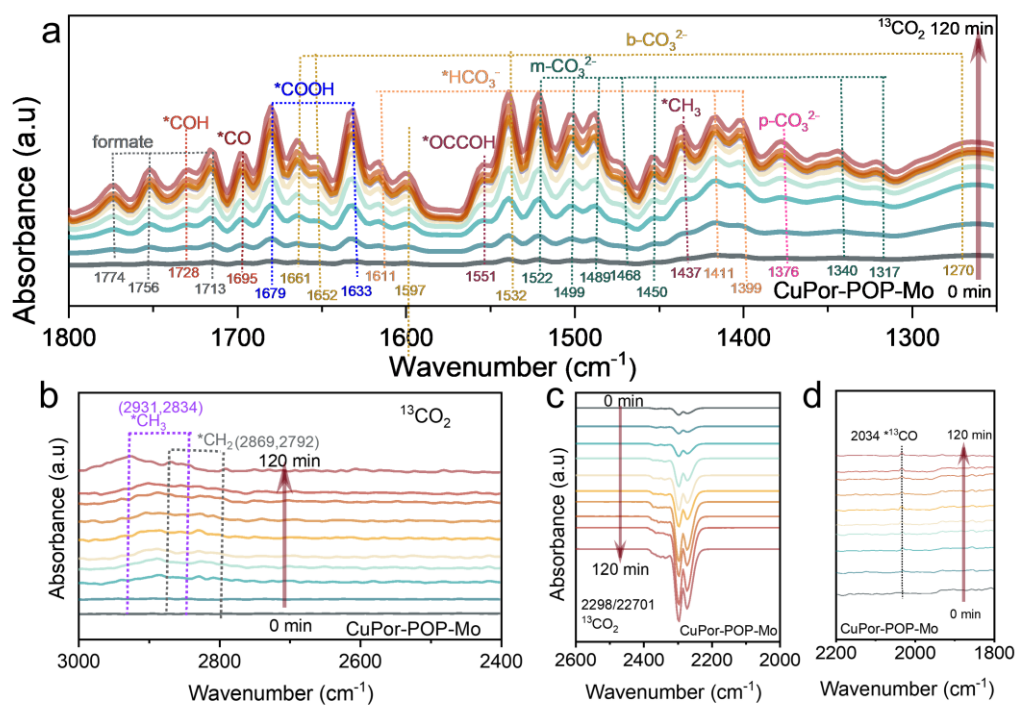 a
¹³CO₂ 120 min
b-CO₃²⁻
m-CO₃²⁻
*HCO₃⁻
*COOH
*CH₃
*COH
*CO
*OCCOH
p-CO₃²⁻
formate
1774
1756
1728
1713
1695
1679
1661
1652
1633
1611
1597
1551
1532
1522
1499
1489
1468
1450
1437
1411
1399
1376
1340
1317
1270
CuPor-POP-Mo
0 min
Absorbance (a.u)
1800 1700 1600 1500 1400 1300
Wavenumber (cm⁻¹)
b
(2931,2834)
*CH₃
¹³CO₂
*CH₂(2869,2792)
120 min
0 min
CuPor-POP-Mo
Absorbance (a.u)
3000 2800 2600 2400
Wavenumber (cm⁻¹)
c
0 min
120 min
2298/22701
¹³CO₂
CuPor-POP-Mo
Absorbance (a.u)
2600 2500 2400 2300 2200 2100 2000
Wavenumber (cm⁻¹)
d
2034 *¹³CO
120 min
0 min
CuPor-POP-Mo
Absorbance (a.u)
2200 2000 1800
Wavenumber (cm⁻¹)